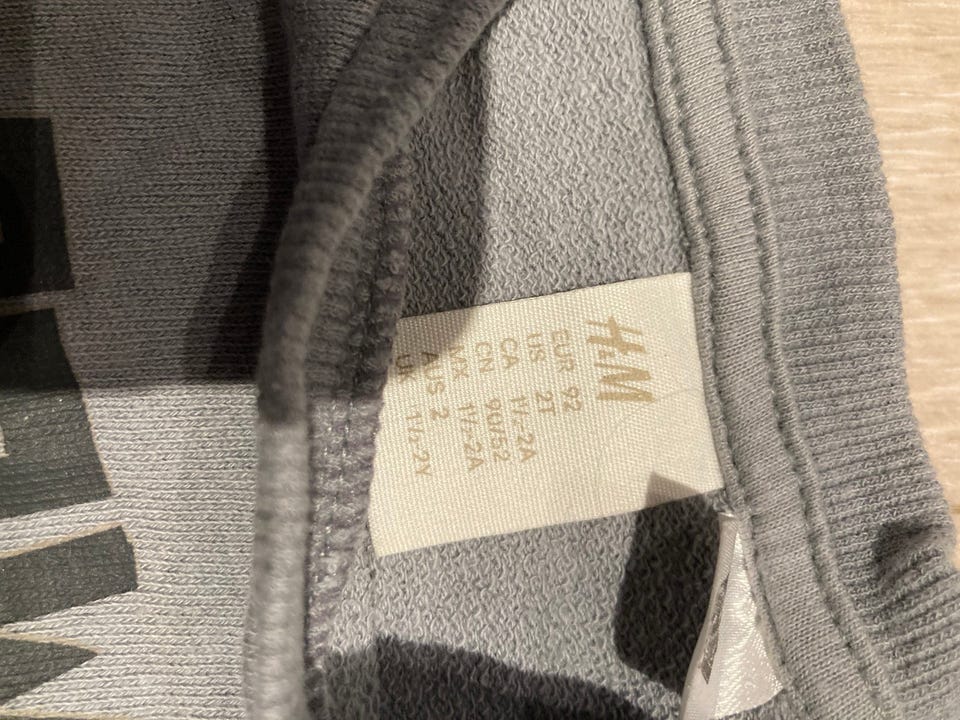 H&M
EUR 92
US 2T
CA 1½-2A
CN 90/52
MX 1½-2A
AUS 2
UK 1½-2Y